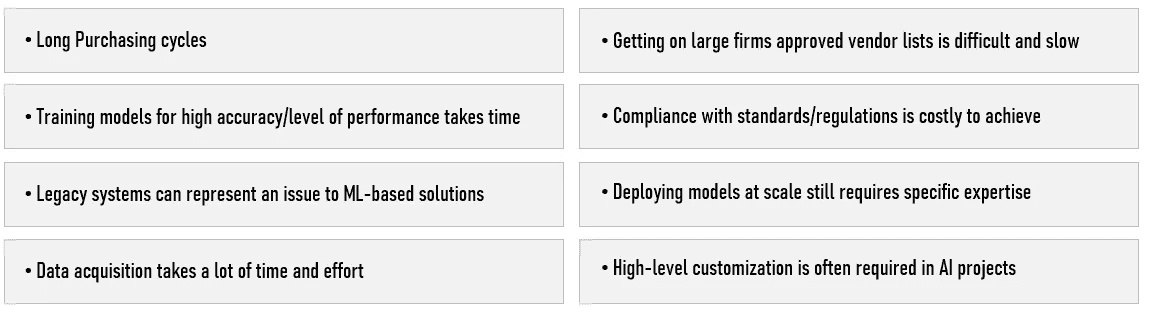 • Long Purchasing cycles
• Getting on large firms approved vendor lists is difficult and slow
• Training models for high accuracy/level of performance takes time
• Compliance with standards/regulations is costly to achieve
• Legacy systems can represent an issue to ML-based solutions
• Deploying models at scale still requires specific expertise
• Data acquisition takes a lot of time and effort
• High-level customization is often required in AI projects